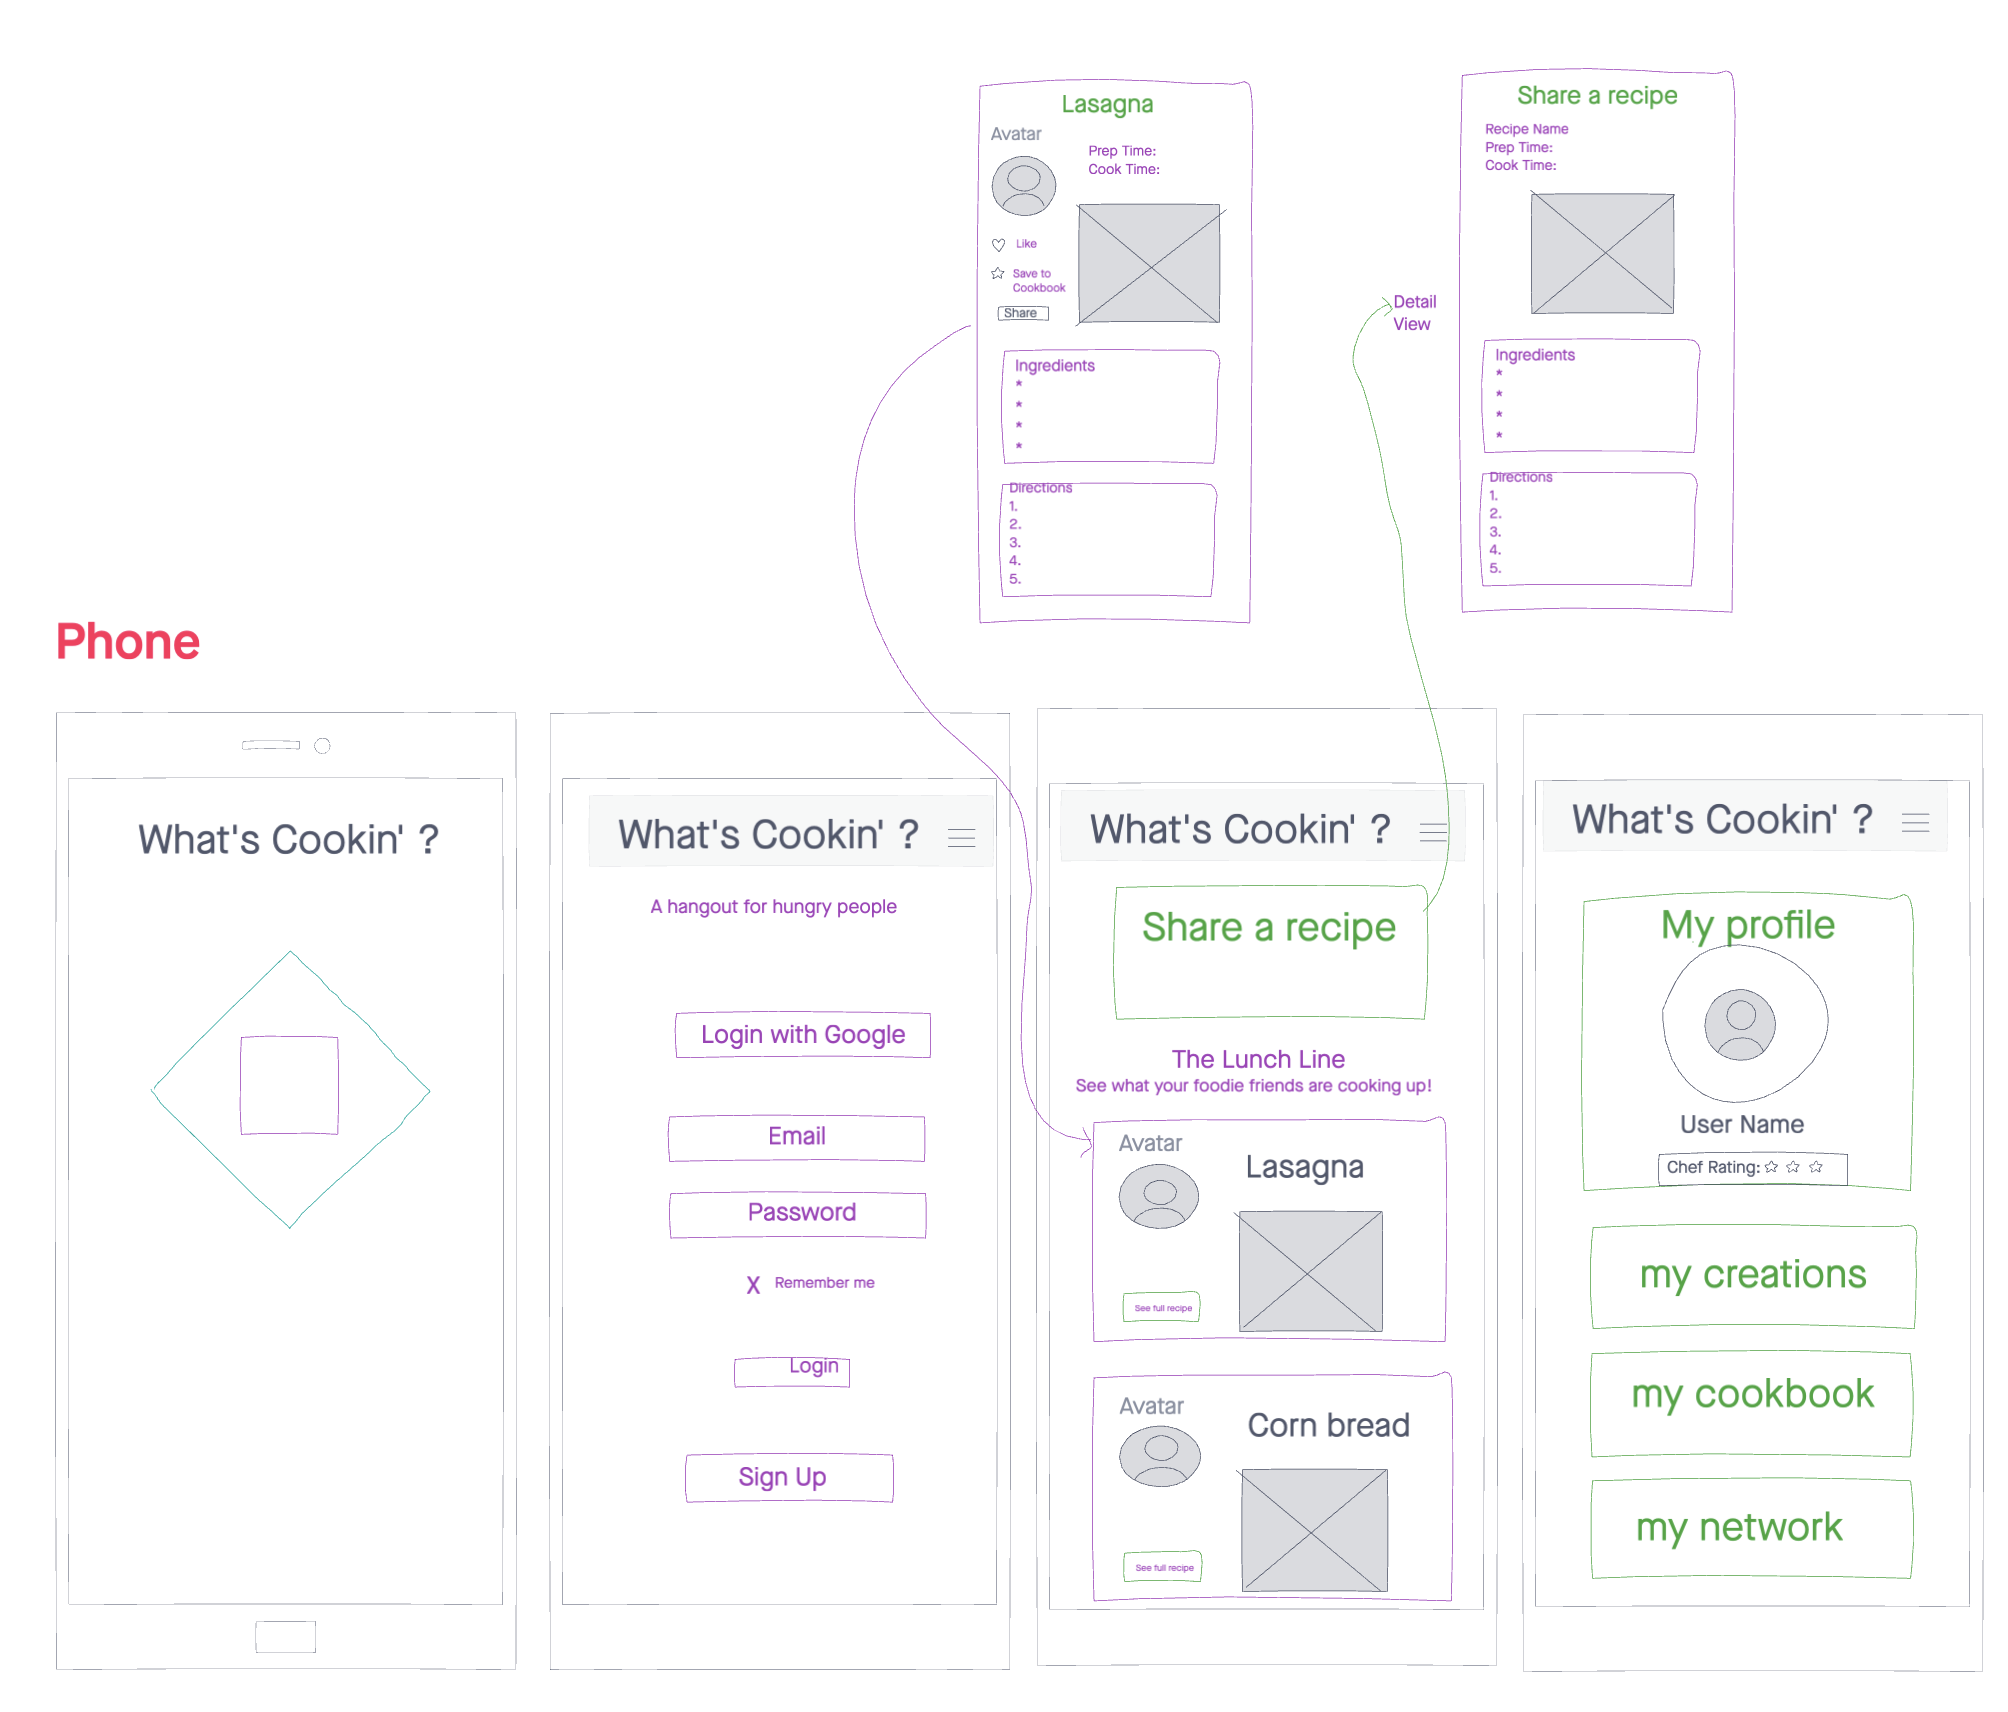 Lasagna
Avatar
Prep Time:
Cook Time:
Like
Save to
Cookbook
Share
Ingredients
*
*
*
*
Directions
1.
2.
3.
4.
5.
Detail
View
Share a recipe
Recipe Name
Prep Time:
Cook Time:
Ingredients
*
*
*
*
Directions
1.
2.
3.
4.
5.
Phone
What's Cookin' ?
What's Cookin' ?
A hangout for hungry people
Login with Google
Email
Password
X Remember me
Login
Sign Up
What's Cookin' ?
Share a recipe
The Lunch Line
See what your foodie friends are cooking up!
Avatar
Lasagna
See full recipe
Avatar
Corn bread
See full recipe
What's Cookin' ?
My profile
User Name
Chef Rating:
my creations
my cookbook
my network